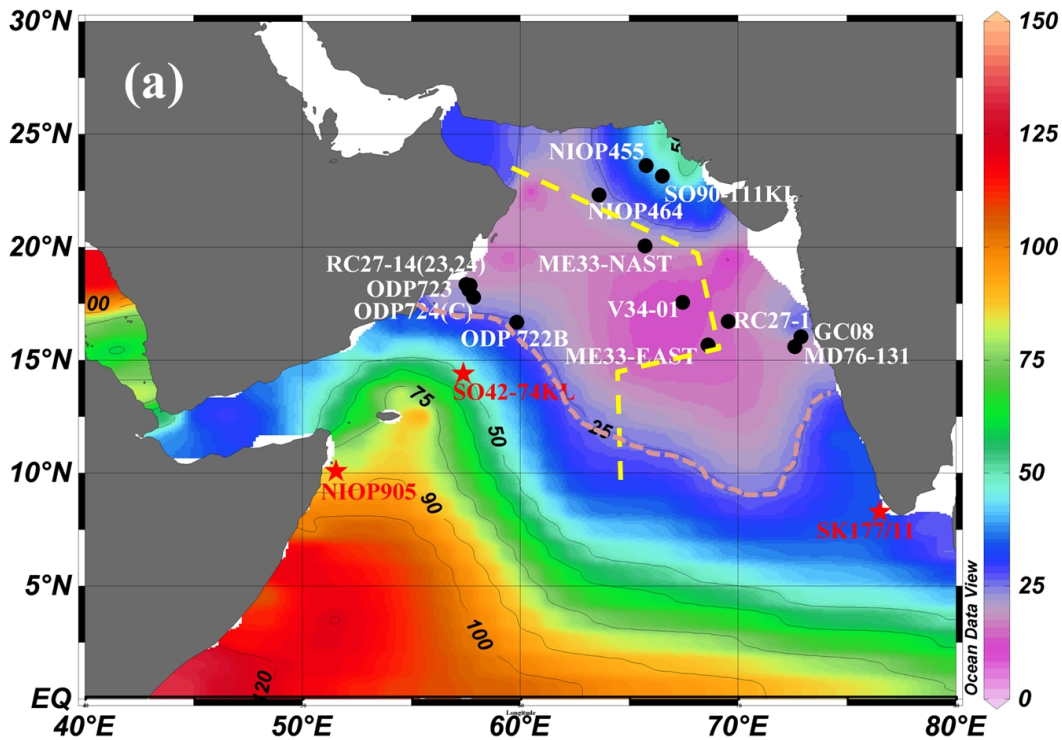 (a)
30°N
25°N
20°N
15°N
10°N
5°N
EQ
40°E
50°E
60°E
70°E
80°E
Longitude
150
125
100
75
50
25
0
Ocean Data View
NIOP455
SO90-111KL
NIOP464
ME33-NAST
RC27-14(23,24)
ODP723
ODP724(C)
ODP 722B
V34-01
RC27-1
GC08
ME33-EAST
MD76-131
SO42-74KL
NIOP905
SK177/11
00
75
50
25
90
100
120